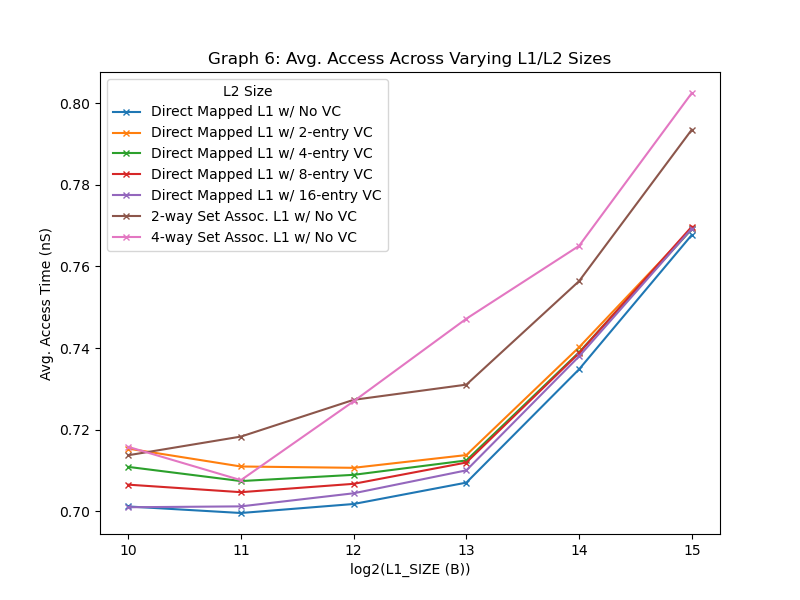 Graph 6: Avg. Access Across Varying L1/L2 Sizes
L2 Size
Direct Mapped L1 w/ No VC
Direct Mapped L1 w/ 2-entry VC
Direct Mapped L1 w/ 4-entry VC
Direct Mapped L1 w/ 8-entry VC
Direct Mapped L1 w/ 16-entry VC
2-way Set Assoc. L1 w/ No VC
4-way Set Assoc. L1 w/ No VC
Avg. Access Time (nS)
0.80
0.78
0.76
0.74
0.72
0.70
10 11 12 13 14 15
log2(L1_SIZE (B))